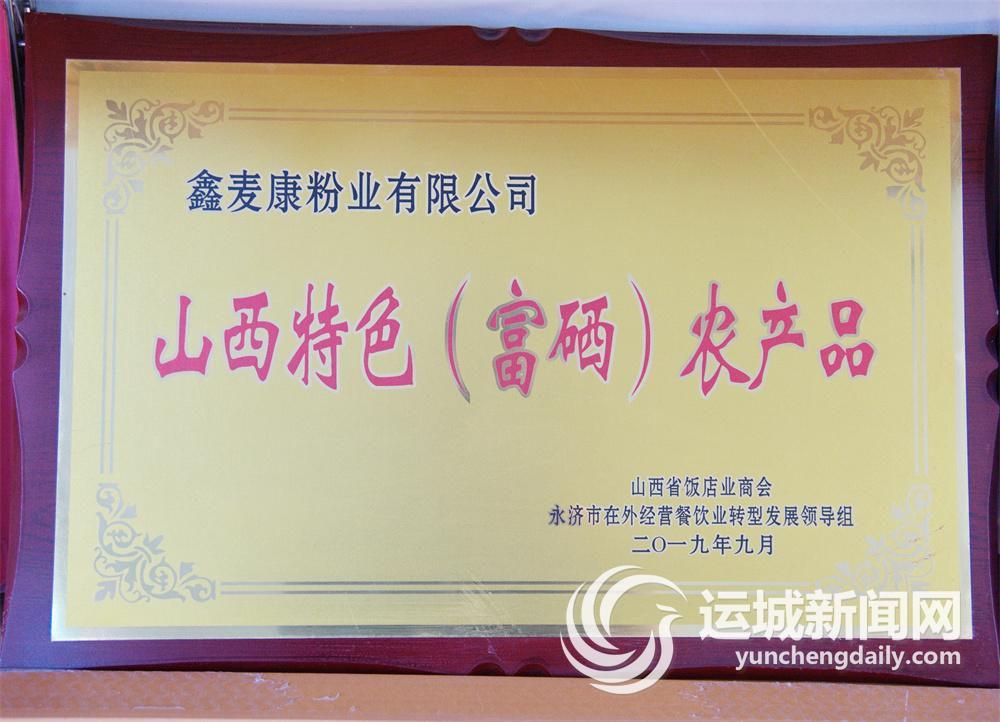 鑫麦康粉业有限公司
山西特色（富硒）农产品
山西省饭店业商会
永济市在外经营餐饮业转型发展领导组
二〇一九年九月
运城新闻网
yunchengdaily.com